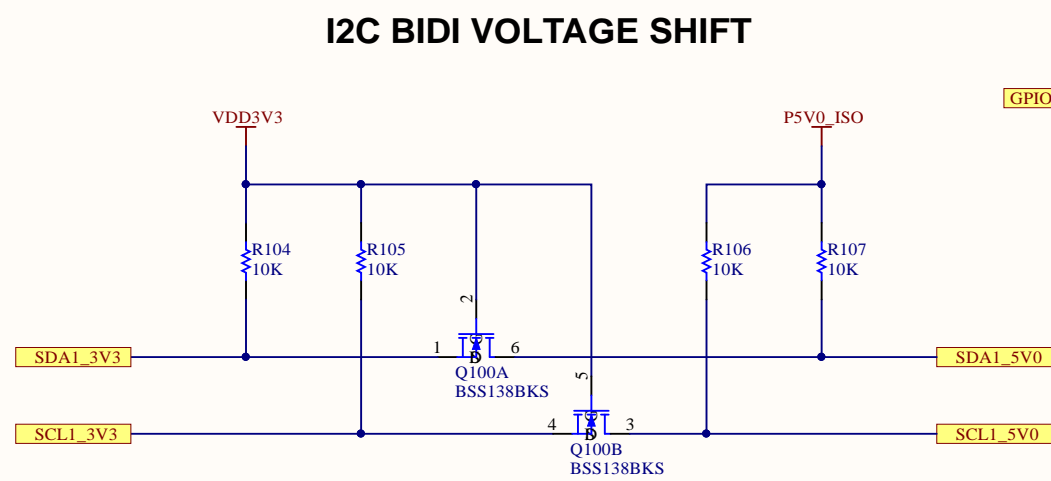 I2C BIDI VOLTAGE SHIFT
GPIO
VDD3V3
P5V0_ISO
R104
10K
R105
10K
R106
10K
R107
10K
2
SDA1_3V3
1
6
SDA1_5V0
Q100A
BSS138BKS
5
SCL1_3V3
4
3
SCL1_5V0
Q100B
BSS138BKS